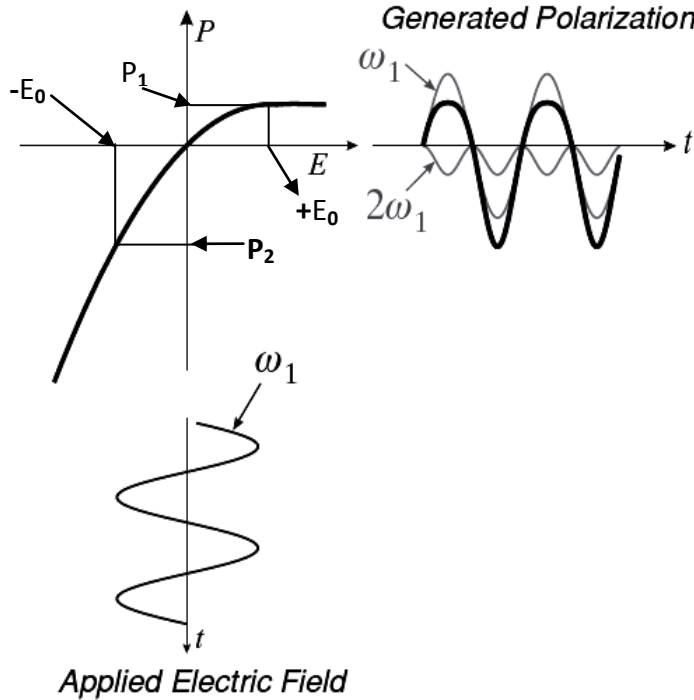 Generated Polarization
P
P₁
-E₀
E
+E₀
P₂
ω₁
t
2ω₁
ω₁
t
Applied Electric Field